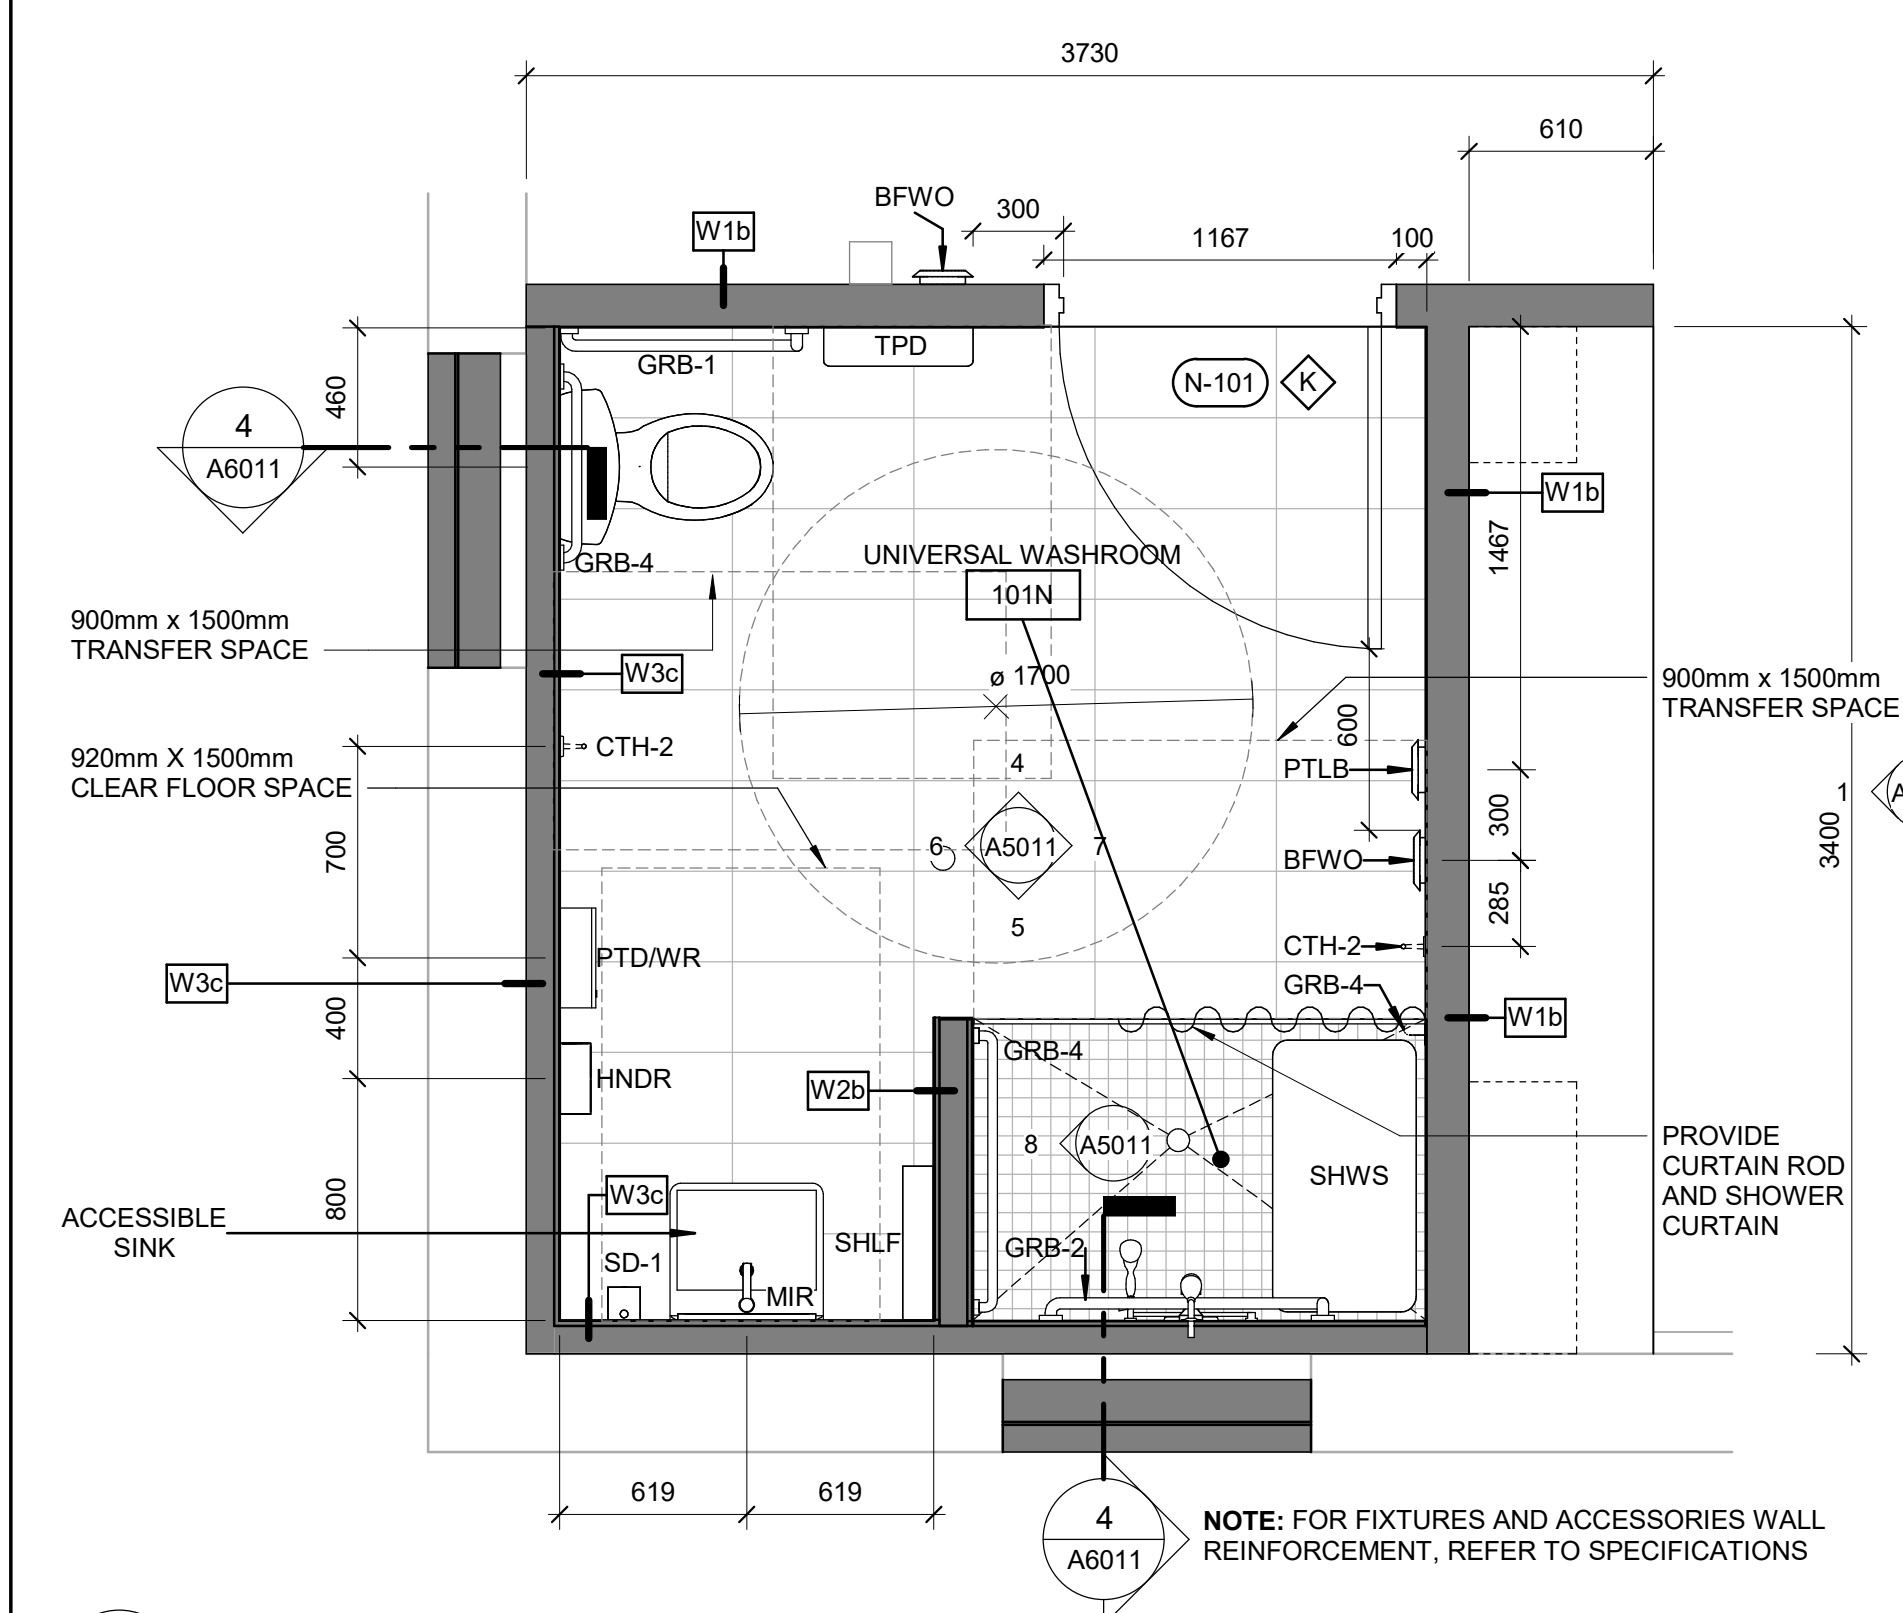 3730
610
BFWO
300
W1b
1167
100
TPD
GRB-1
N-101
K
460
4
A6011
W1b
1467
UNIVERSAL WASHROOM
GRB-4
101N
900mm x 1500mm
TRANSFER SPACE
W3c
ø 1700
900mm x 1500mm
TRANSFER SPACE
600
CTH-2
920mm X 1500mm
CLEAR FLOOR SPACE
4
PTLB
1
A
300
3400
700
6
A5011
7
BFWO
285
5
CTH-2
PTD/WR
W3c
GRB-4
400
W1b
GRB-4
HNDR
W2b
8
A5011
PROVIDE
CURTAIN ROD
AND SHOWER
CURTAIN
SHWS
800
W3c
ACCESSIBLE
SINK
SHLF
GRB-2
SD-1
MIR
619
619
4
A6011
NOTE: FOR FIXTURES AND ACCESSORIES WALL
REINFORCEMENT, REFER TO SPECIFICATIONS